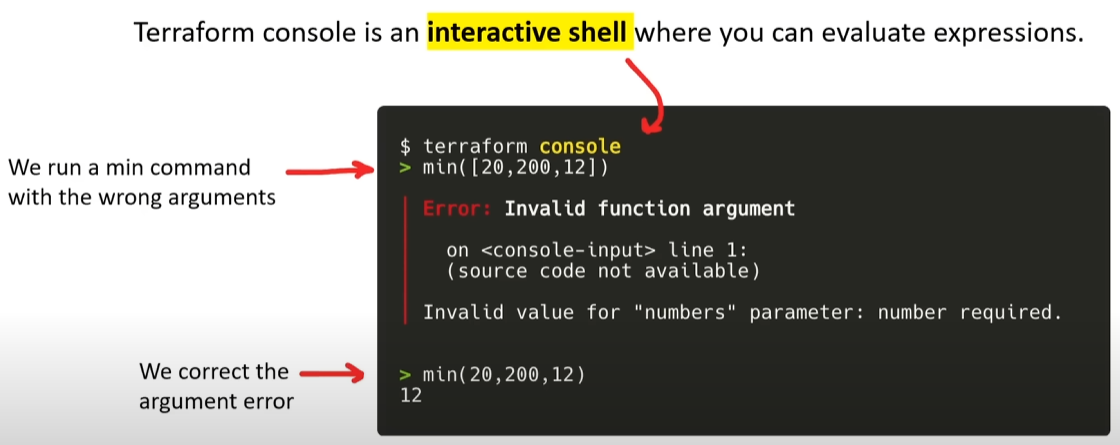 Terraform console is an interactive shell where you can evaluate expressions.
$ terraform console
We run a min command
with the wrong arguments
> min([20,200,12])
Error: Invalid function argument
on <console-input> line 1:
(source code not available)
Invalid value for "numbers" parameter: number required.
We correct the
argument error
> min(20,200,12)
12